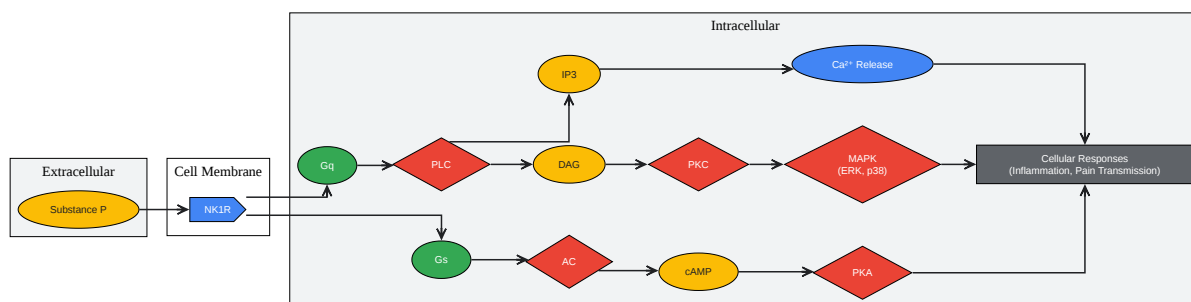 Intracellular
IP3
Ca²⁺ Release
Gq
PLC
DAG
PKC
MAPK
(ERK, p38)
Cellular Responses
(Inflammation, Pain Transmission)
Extracellular
Substance P
Cell Membrane
NK1R
Gs
AC
cAMP
PKA